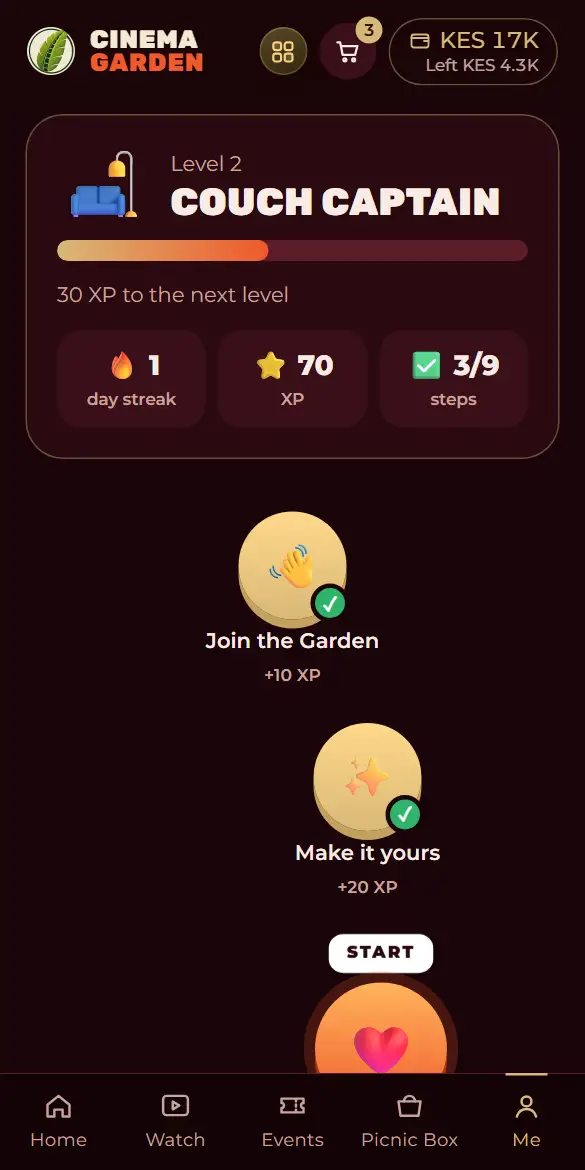 CINEMA
GARDEN
3
KES 17K
Left KES 4.3K
Level 2
COUCH CAPTAIN
30 XP to the next level
1
day streak
70
XP
3/9
steps
Join the Garden
+10 XP
Make it yours
+20 XP
START
Home
Watch
Events
Picnic Box
Me